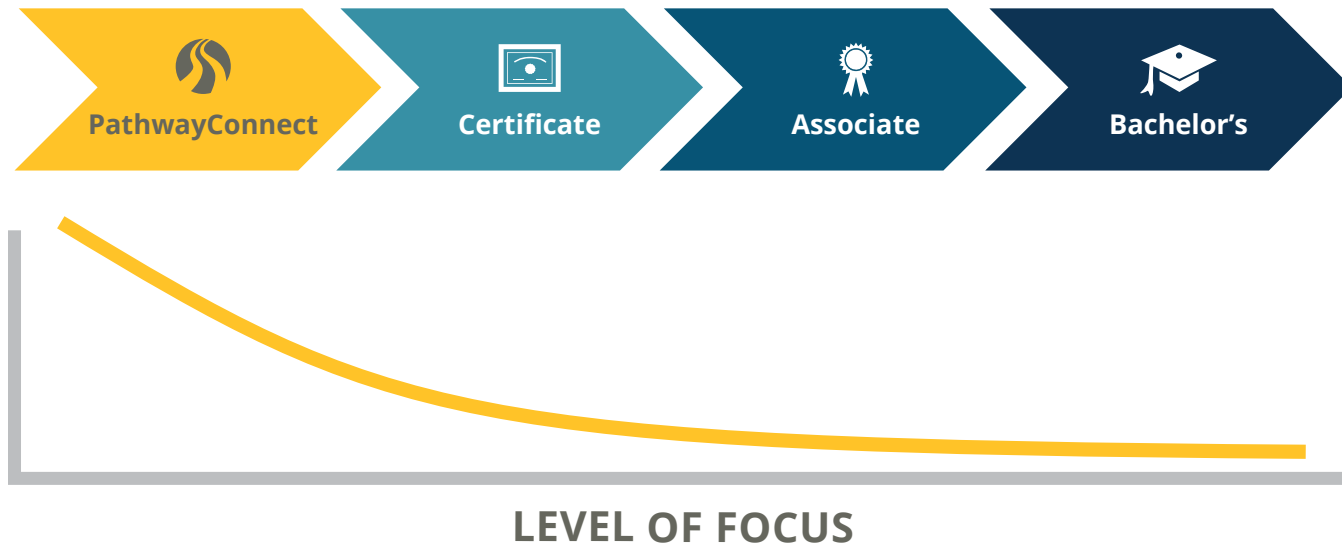 PathwayConnect
Certificate
Associate
Bachelor’s
LEVEL OF FOCUS